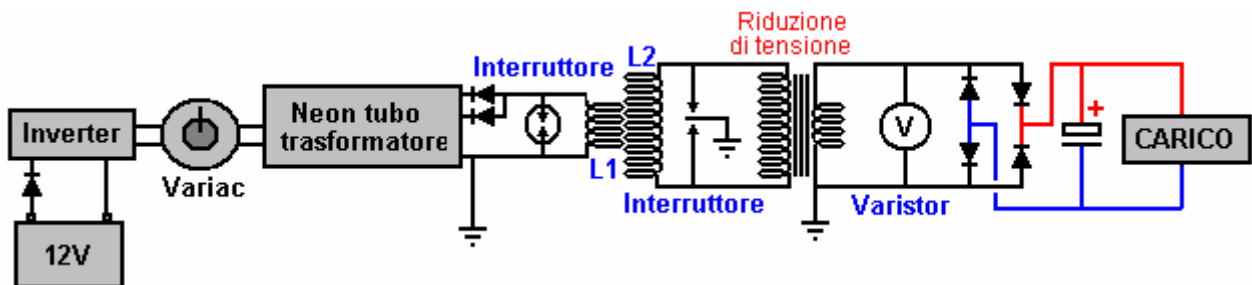 Riduzione
di tensione
L2
Interruttore
Neon tubo
trasformatore
Inverter
V
+
CARICO
L1
Variac
Interruttore
Varistor
12V